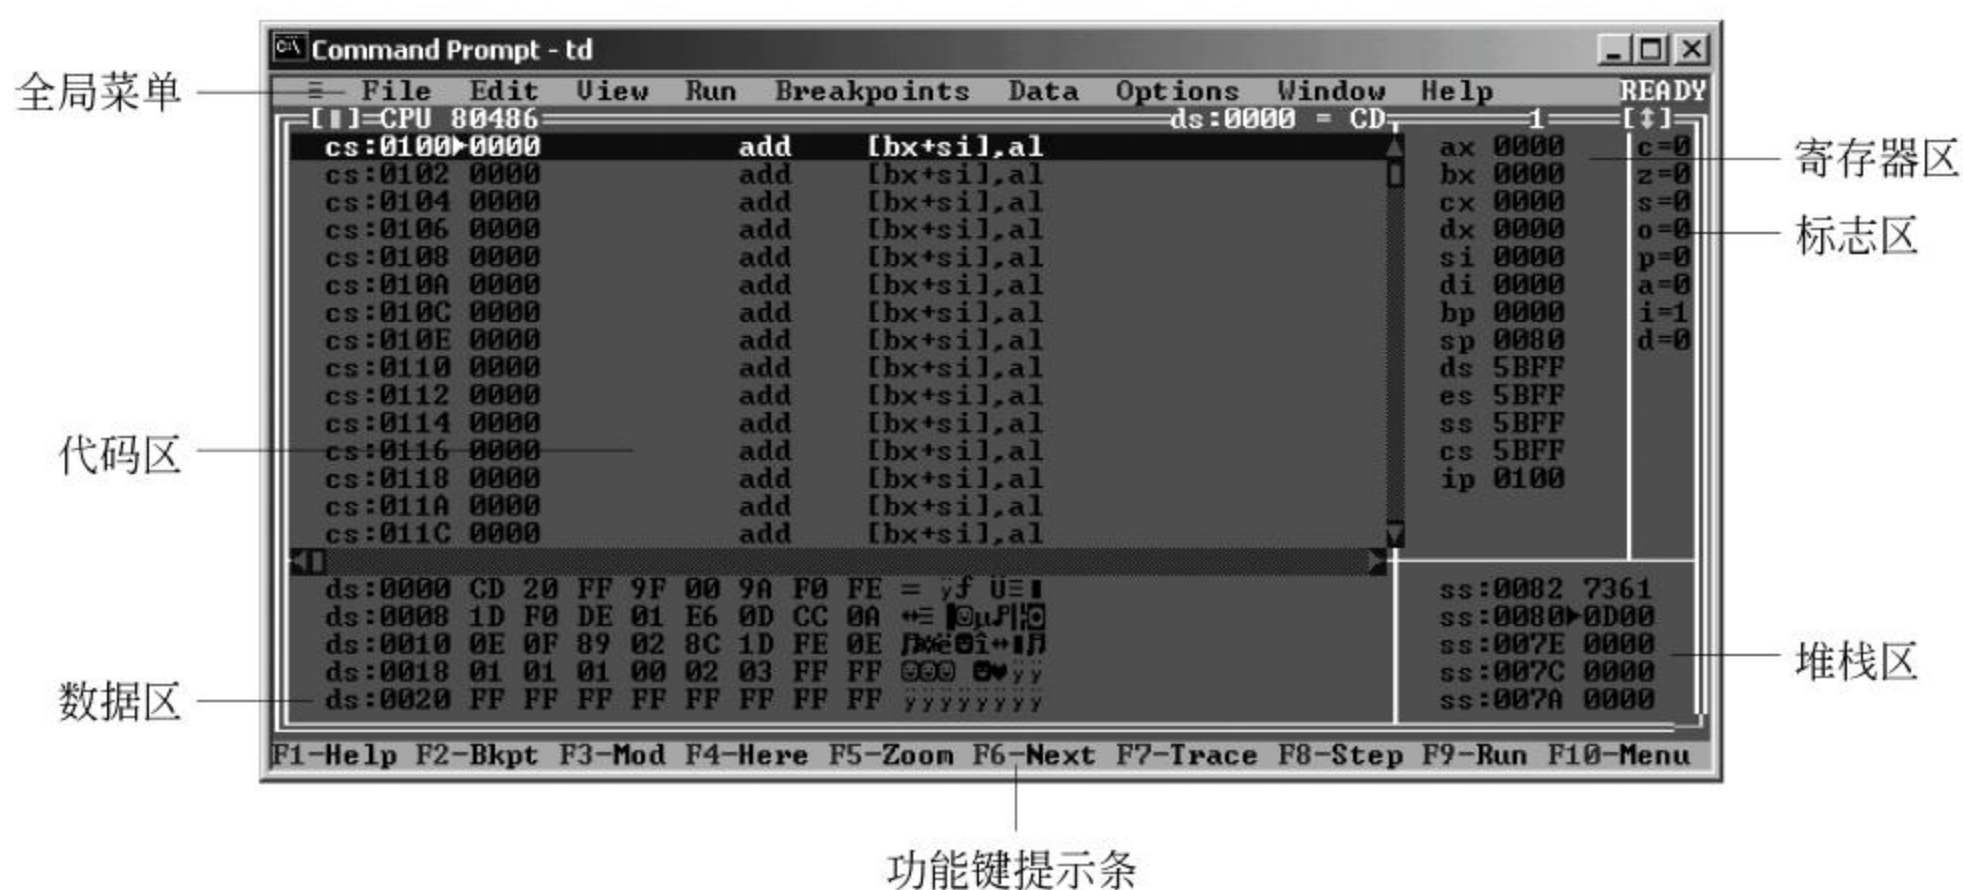 Command Prompt - td
全局菜单
≡ File Edit View Run Breakpoints Data Options Window Help READY
[▮]=CPU 80486 ds:0000 = CD 1 [↕]
cs:0100►0000 add [bx+si],al
cs:0102 0000 add [bx+si],al
cs:0104 0000 add [bx+si],al
cs:0106 0000 add [bx+si],al
cs:0108 0000 add [bx+si],al
cs:010A 0000 add [bx+si],al
cs:010C 0000 add [bx+si],al
cs:010E 0000 add [bx+si],al
cs:0110 0000 add [bx+si],al
cs:0112 0000 add [bx+si],al
cs:0114 0000 add [bx+si],al
cs:0116 0000 add [bx+si],al
cs:0118 0000 add [bx+si],al
cs:011A 0000 add [bx+si],al
cs:011C 0000 add [bx+si],al
ax 0000 c=0
bx 0000 z=0
cx 0000 s=0
dx 0000 o=0
si 0000 p=0
di 0000 a=0
bp 0000 i=1
sp 0080 d=0
ds 5BFF
es 5BFF
ss 5BFF
cs 5BFF
ip 0100
寄存器区
标志区
代码区
ds:0000 CD 20 FF 9F 00 9A F0 FE = ÿƒ Ü≡▮
ds:0008 1D F0 DE 01 E6 0D CC 0A
ds:0010 0E 0F 89 02 8C 1D FE 0E
ds:0018 01 01 01 00 02 03 FF FF ☺☺☺ ☻♥ÿÿ
ds:0020 FF FF FF FF FF FF FF FF ÿÿÿÿÿÿÿÿ
ss:0082 7361
ss:0080►0D00
ss:007E 0000
ss:007C 0000
ss:007A 0000
堆栈区
数据区
F1-Help F2-Bkpt F3-Mod F4-Here F5-Zoom F6-Next F7-Trace F8-Step F9-Run F10-Menu
功能键提示条